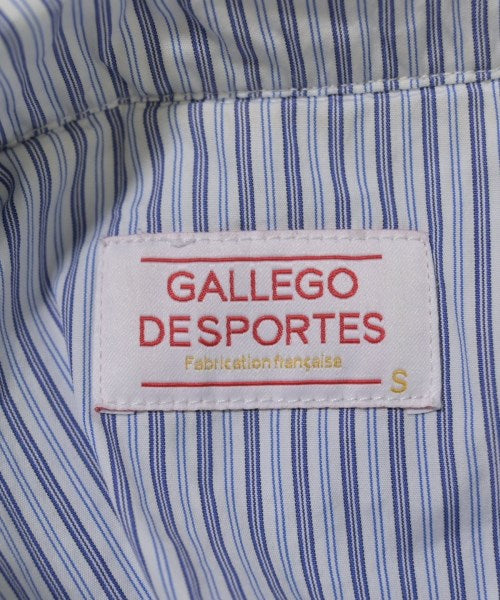 GALLEGO
DESPORTES
Fabrication française
S